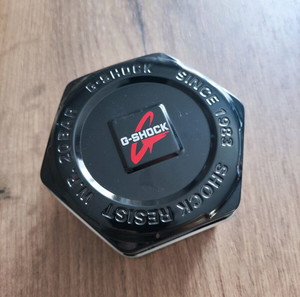 G-SHOCK
G-SHOCK SINCE 1983
SHOCK RESIST W.R. 20BAR